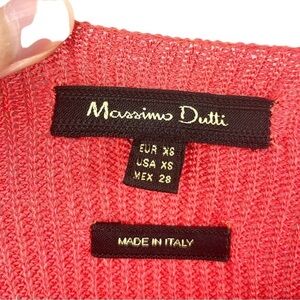 Massimo Dutti
EUR XS
USA XS
MEX 28
MADE IN ITALY